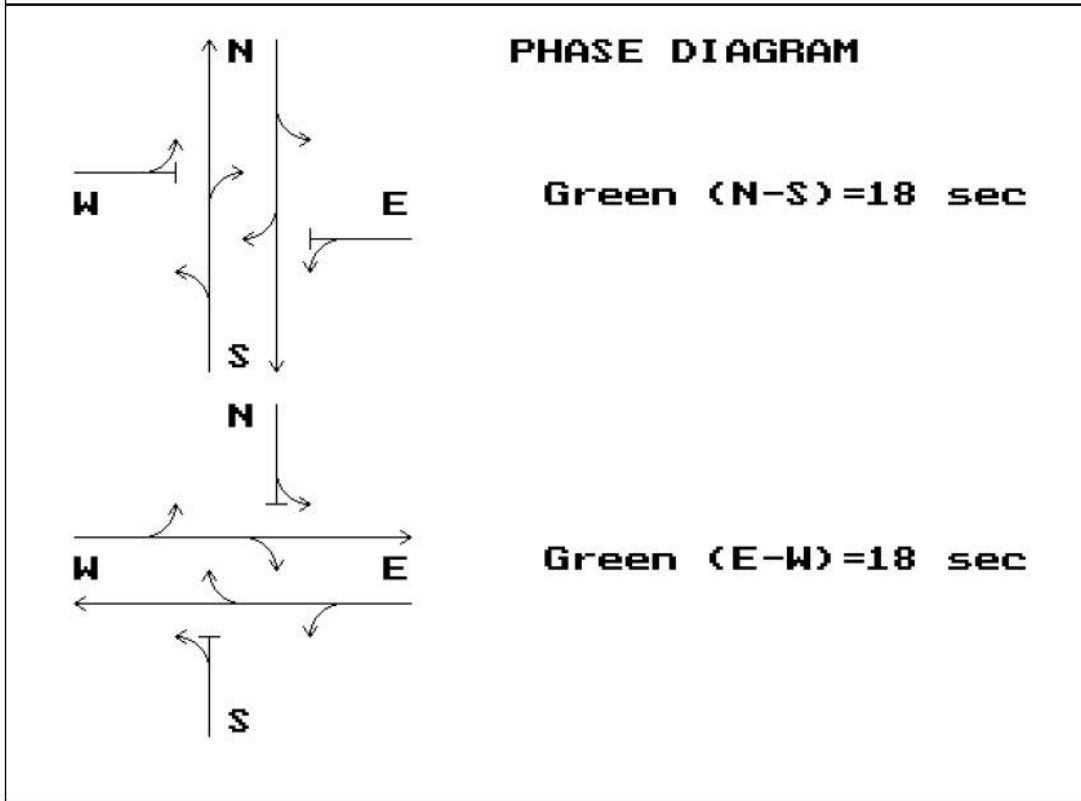 N
PHASE DIAGRAM
W
E
Green (N-S)=18 sec
S
N
W
E
Green (E-W)=18 sec
S